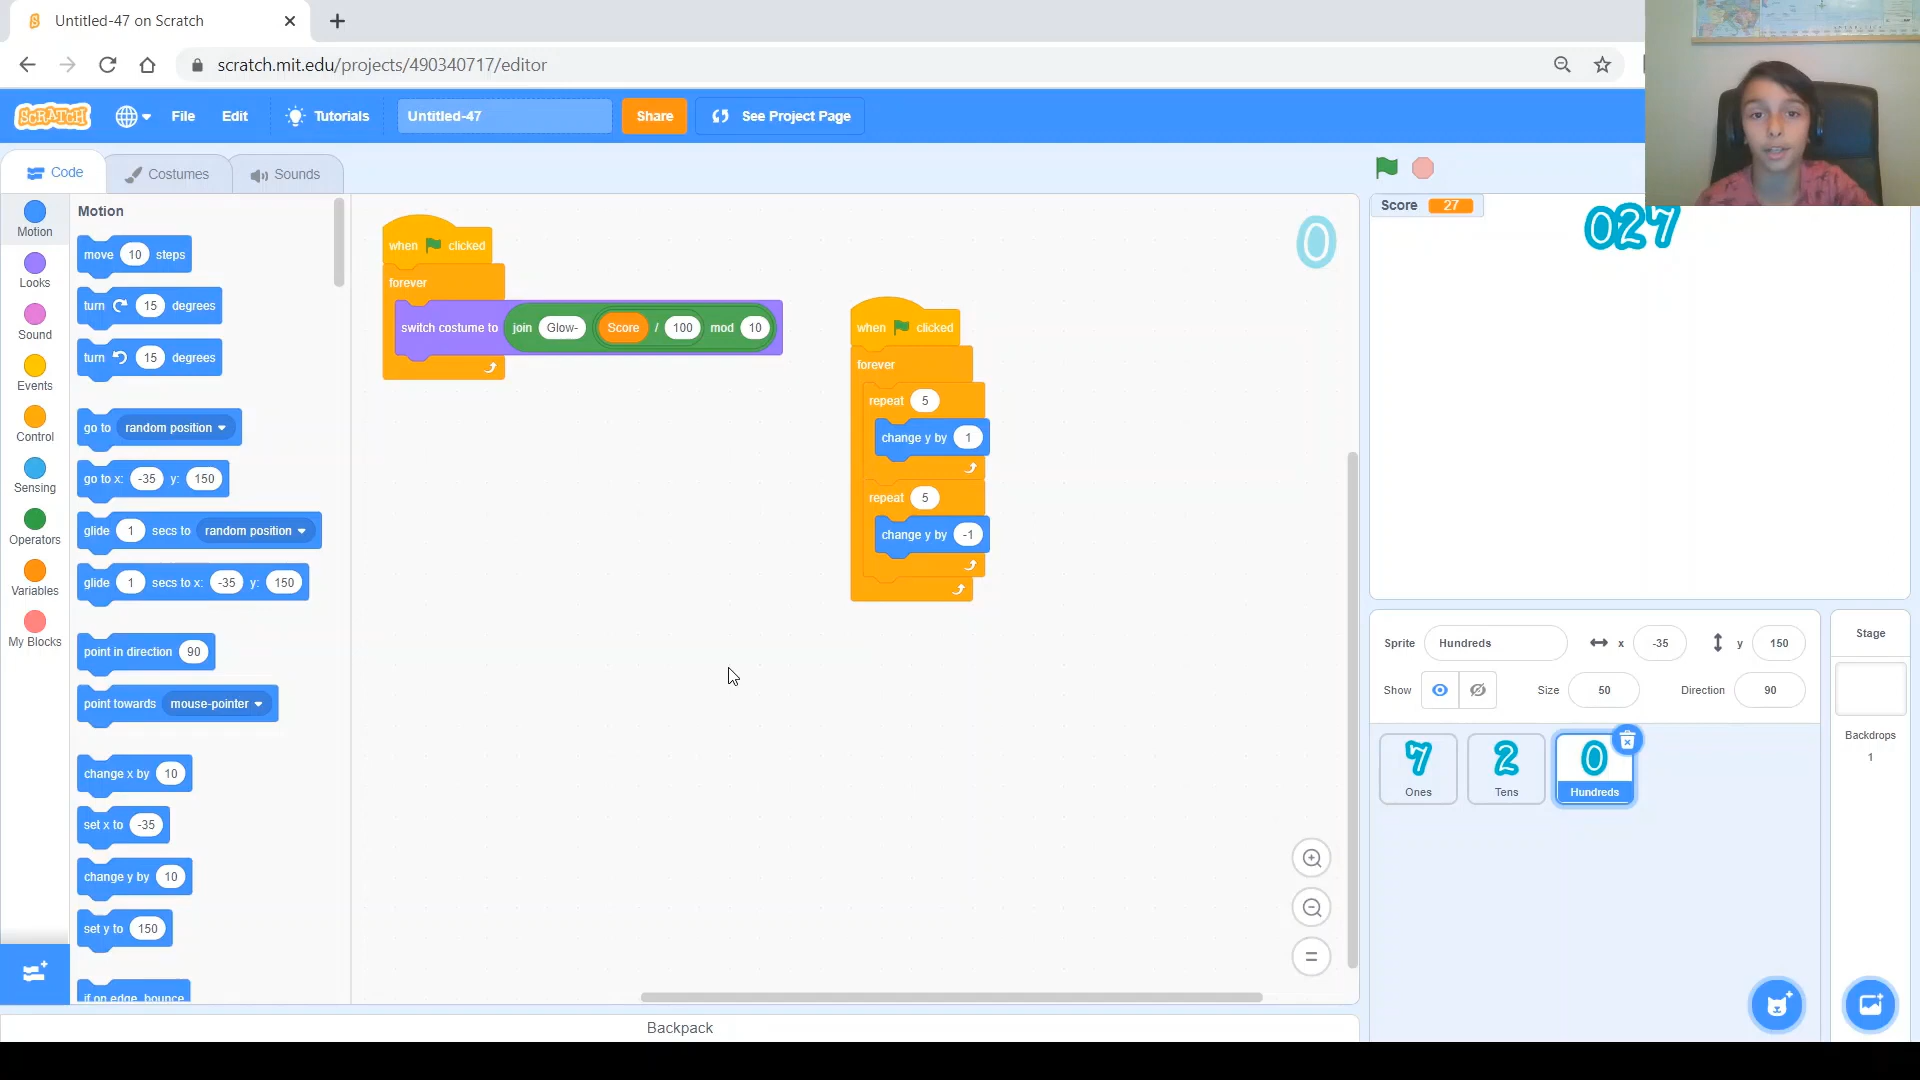 Untitled-47 on Scratch
scratch.mit.edu/projects/490340717/editor
SCRATCH
File
Edit
Tutorials
Untitled-47
Share
See Project Page
Code
Costumes
Sounds
Motion
Looks
Sound
Events
Control
Sensing
Operators
Variables
My Blocks
Motion
move 10 steps
turn 15 degrees
turn 15 degrees
go to random position
go to x: -35 y: 150
glide 1 secs to random position
glide 1 secs to x: -35 y: 150
point in direction 90
point towards mouse-pointer
change x by 10
set x to -35
change y by 10
set y to 150
if on edge, bounce
when clicked
forever
switch costume to join Glow- Score / 100 mod 10
when clicked
forever
repeat 5
change y by 1
repeat 5
change y by -1
0
Score 27
027
Sprite Hundreds x -35 y 150
Show Size 50 Direction 90
7
Ones
2
Tens
0
Hundreds
Stage
Backdrops
1
Backpack